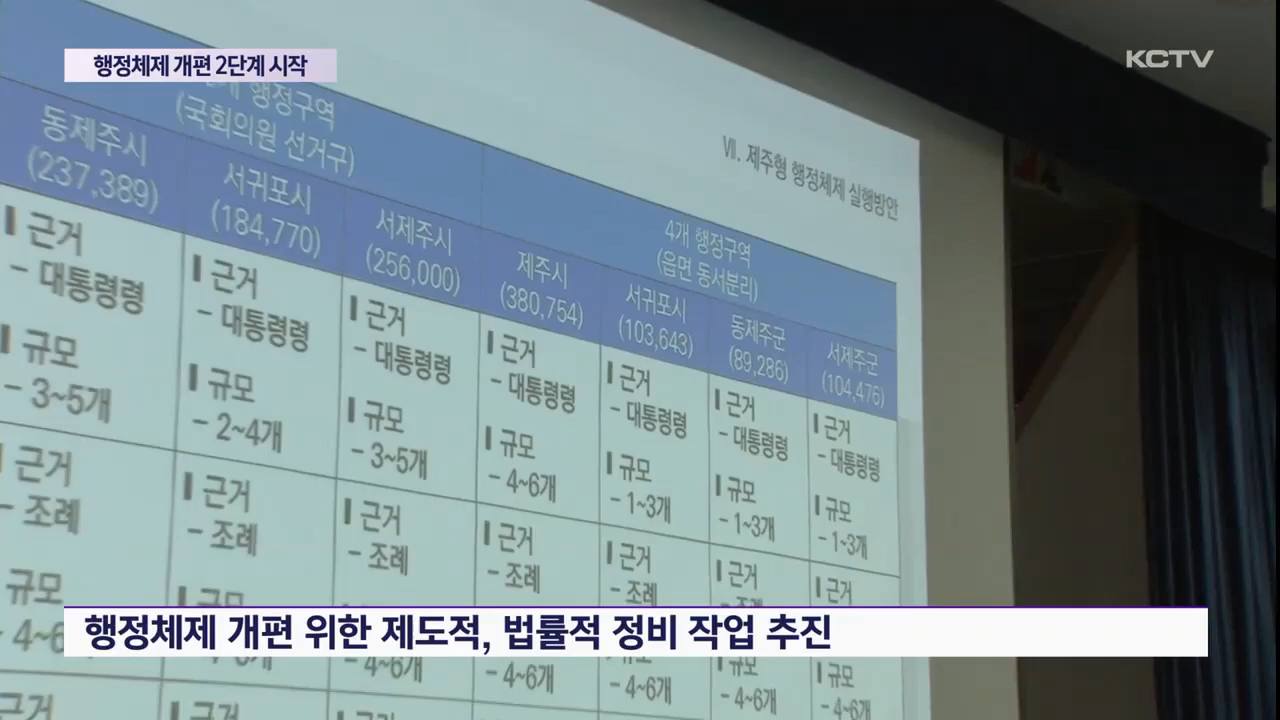 행정체제 개편 2단계 시작
KCTV
Ⅶ. 제주형 행정체제 실행방안
행정구역
(국회의원 선거구)
4개 행정구역
(읍면 동서분리)
동제주시
(237,389)
서귀포시
(184,770)
서제주시
(256,000)
제주시
(380,754)
서귀포시
(103,643)
동제주군
(89,286)
서제주군
(104,476)
근거
- 대통령령
규모
- 3~5개
근거
- 대통령령
규모
- 2~4개
근거
- 대통령령
규모
- 3~5개
근거
- 대통령령
규모
- 4~6개
근거
- 대통령령
규모
- 1~3개
근거
- 대통령령
규모
- 1~3개
근거
- 대통령령
규모
- 1~3개
근거
- 조례
규모
근거
- 조례
근거
- 조례
- 4~6개
근거
- 조례
- 4~6개
근거
- 조례
- 4~6개
근거
규모
- 4~6개
근거
규모
- 4~6개
행정체제 개편 위한 제도적, 법률적 정비 작업 추진